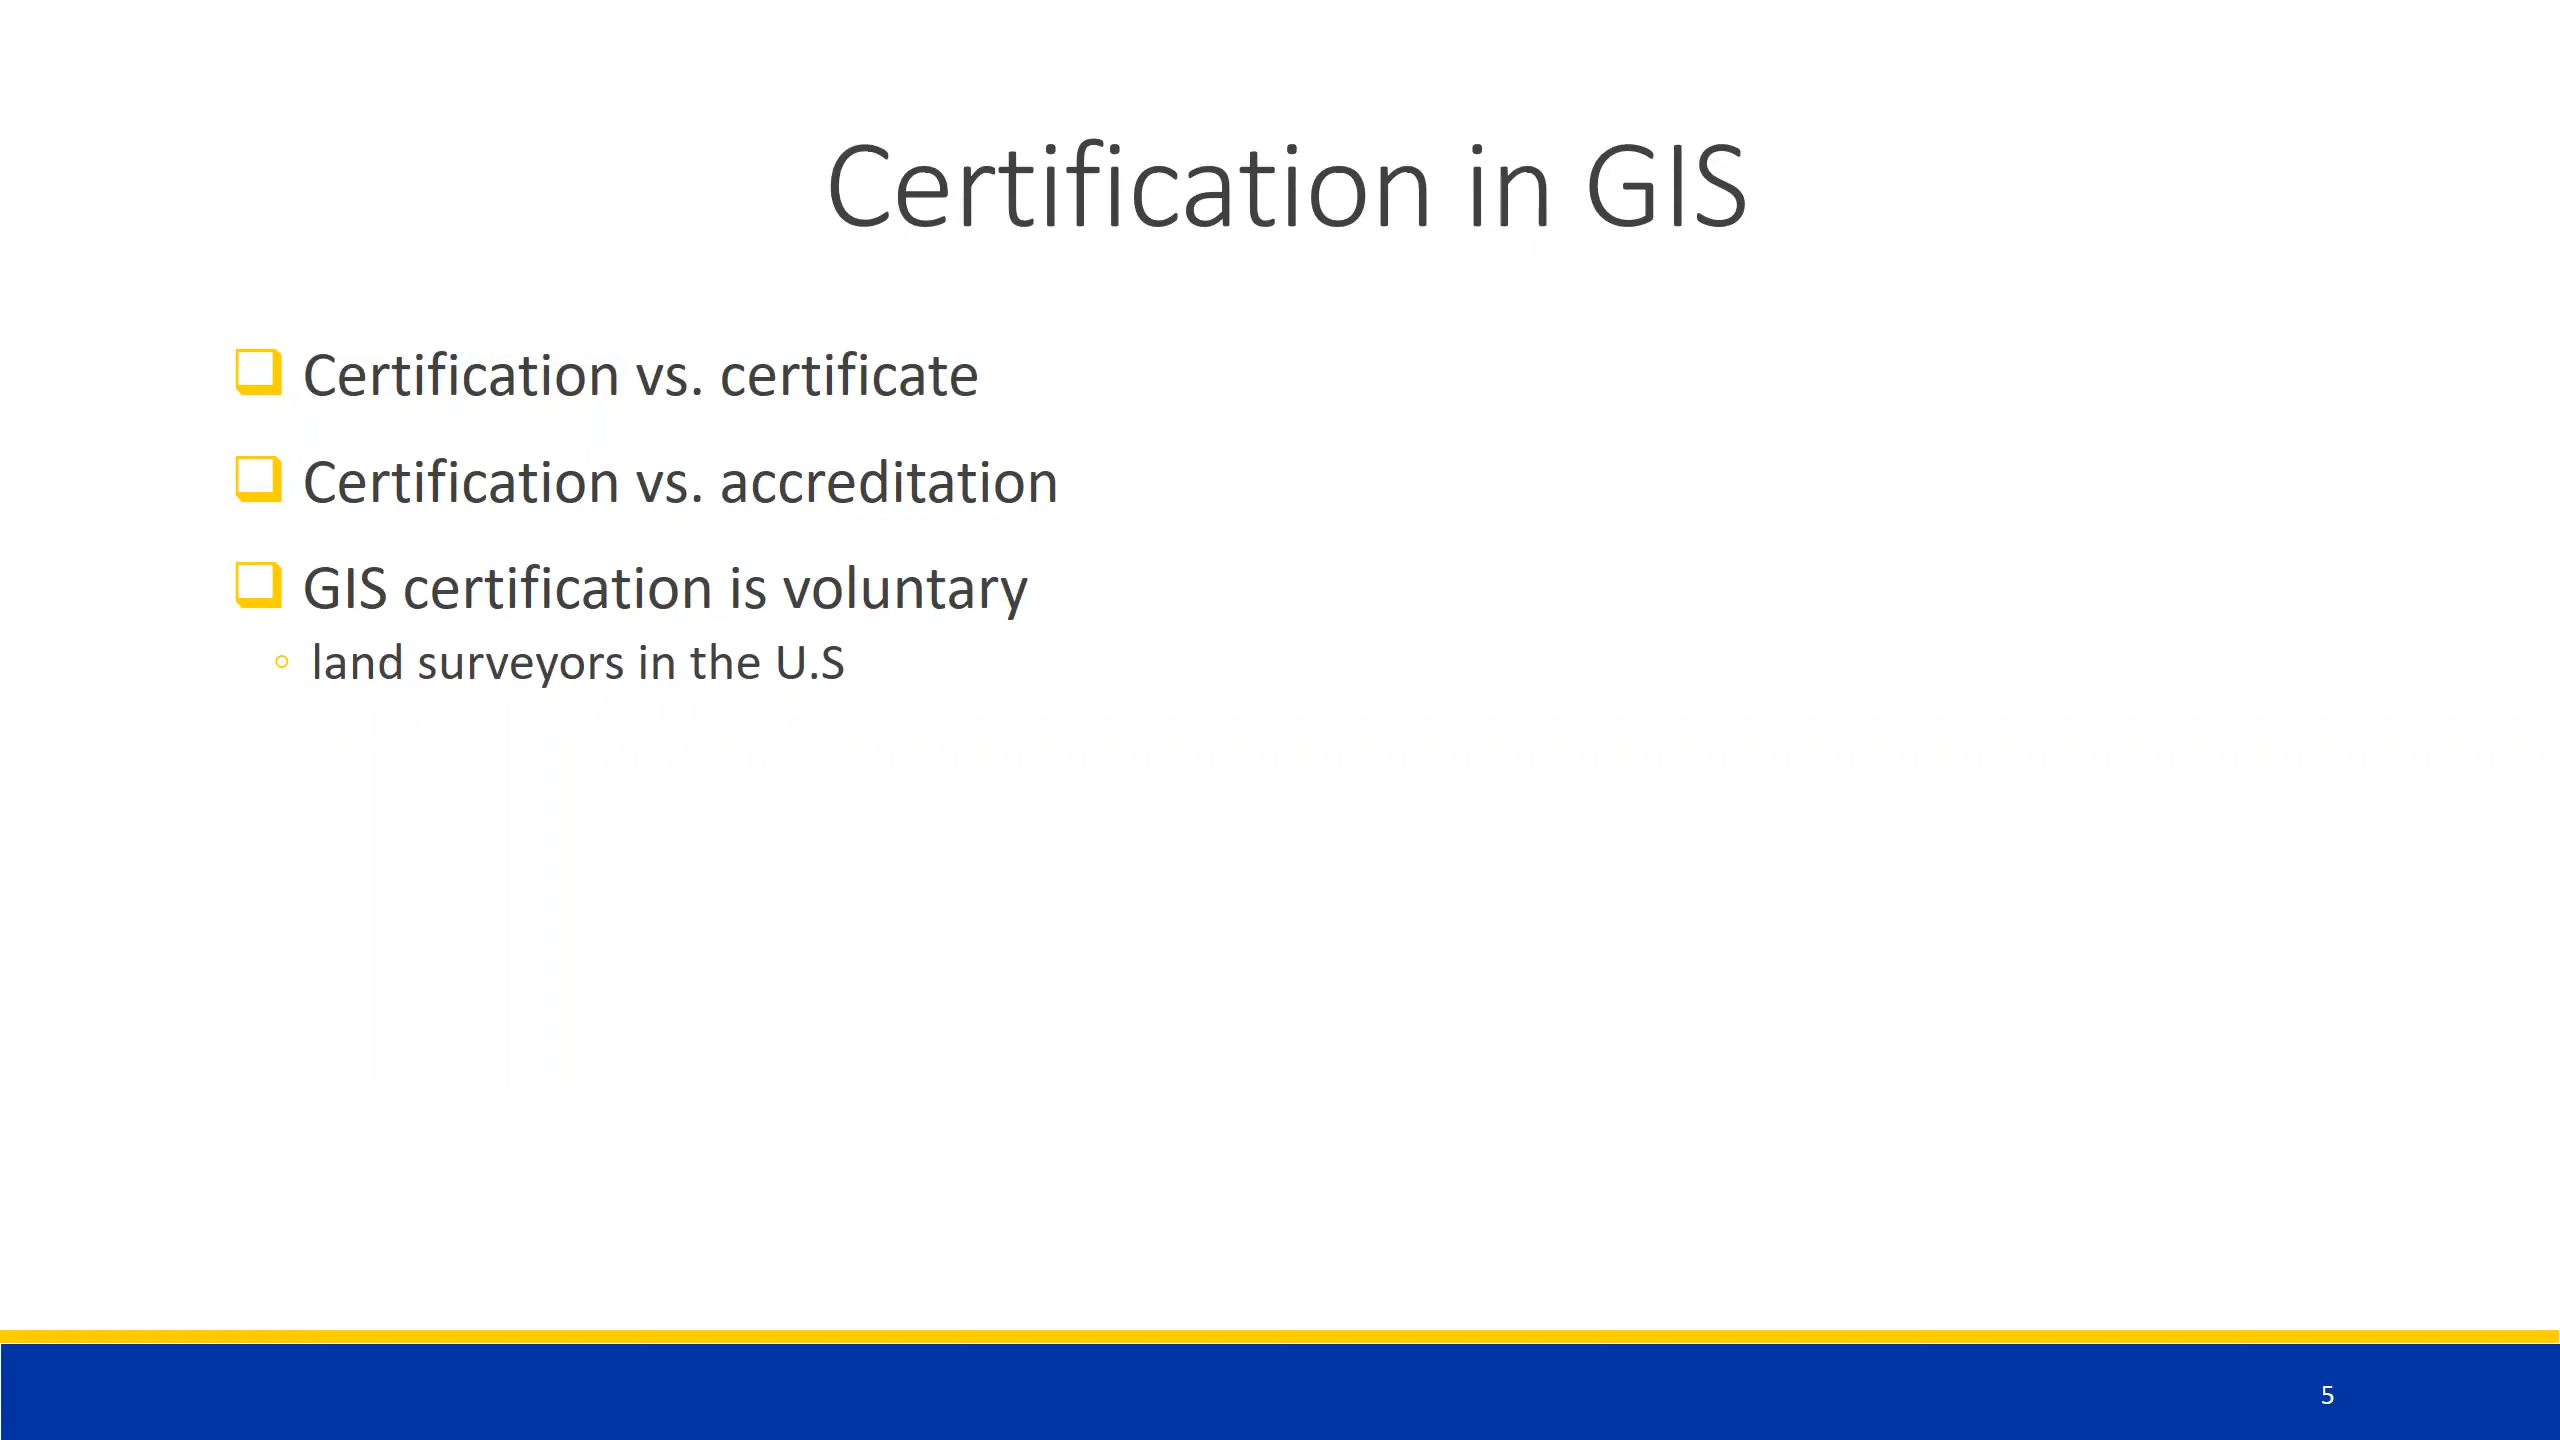 Certification in GIS
Certification vs. certificate
Certification vs. accreditation
GIS certification is voluntary
land surveyors in the U.S
5